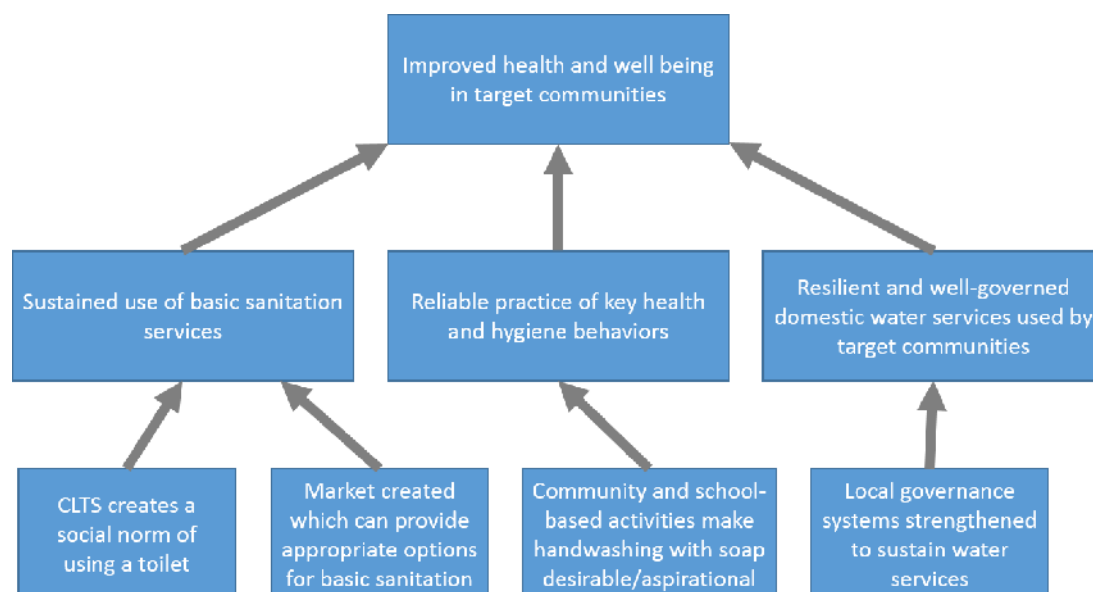 Improved health and well being
in target communities
Sustained use of basic sanitation
services
Reliable practice of key health
and hygiene behaviors
Resilient and well-governed
domestic water services used by
target communities
CLTS creates a
social norm of
using a toilet
Market created
which can provide
appropriate options
for basic sanitation
Community and school-
based activities make
handwashing with soap
desirable/aspirational
Local governance
systems strengthened
to sustain water
services